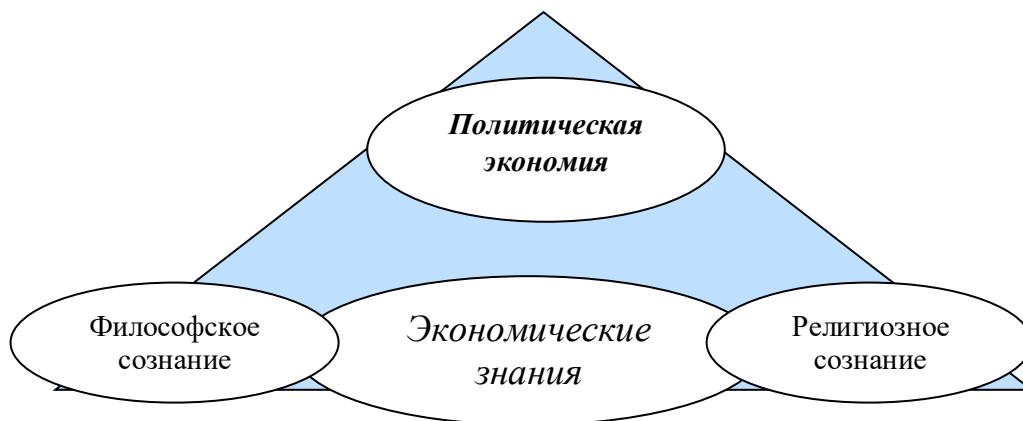 Политическая
экономия
Философское
сознание
Экономические
знания
Религиозное
сознание